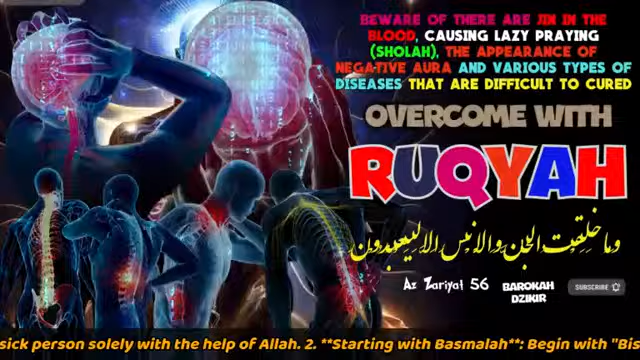 BEWARE OF THERE ARE JIN IN THE
BLOOD, CAUSING LAZY PRAYING
(SHOLAH), THE APPEARANCE OF
NEGATIVE AURA AND VARIOUS TYPES OF
DISEASES THAT ARE DIFFICULT TO CURED
OVERCOME WITH
RUQYAH
وما خلقت الجن والانس الا ليعبدون
Az Zariyat 56
BAROKAH
DZIKIR
SUBSCRIBE
sick person solely with the help of Allah. 2. **Starting with Basmalah**: Begin with "Bis